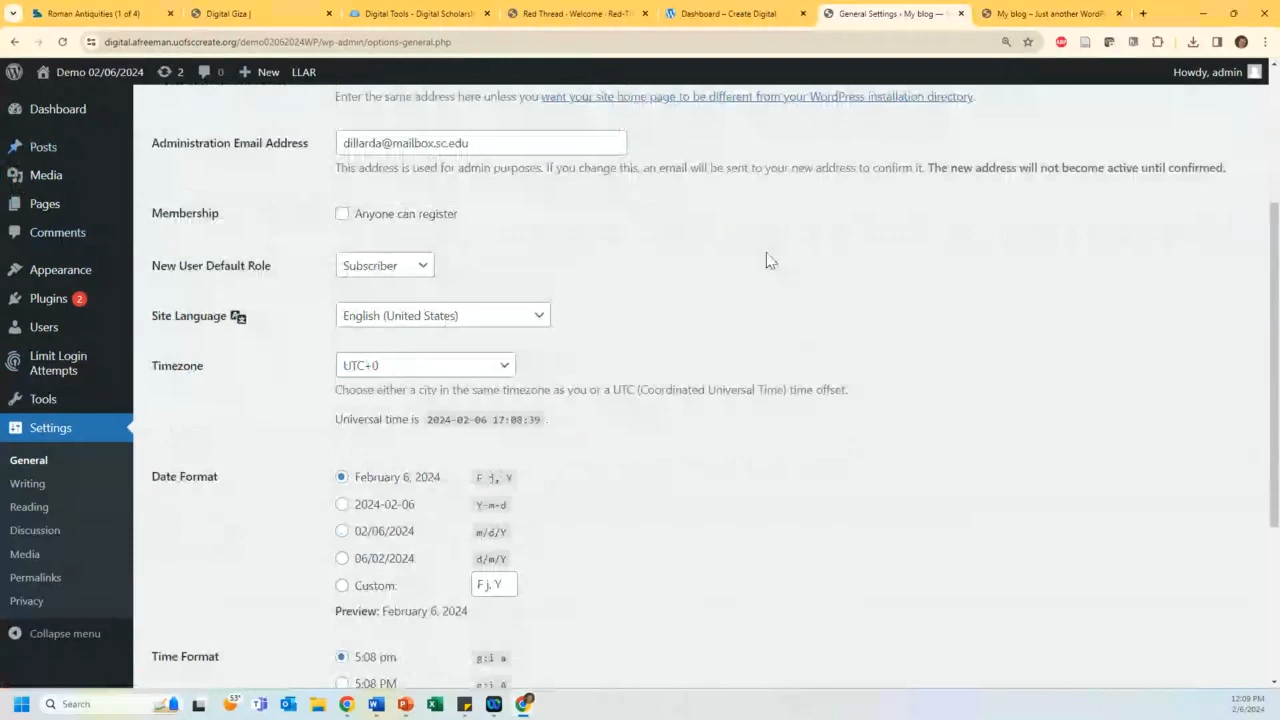 Roman Antiquities (1 of 4)
Digital Giza |
Digital Tools - Digital Scholarsh
Red Thread - Welcome - Red-Ti
Dashboard – Create Digital
General Settings ‹ My blog —
My blog – Just another WordP
digital.afreeman.uofsccreate.org/demo02062024WP/wp-admin/options-general.php
Demo 02/06/2024 2 0 New LLAR Howdy, admin
Dashboard
Posts
Media
Pages
Comments
Appearance
Plugins 2
Users
Limit Login
Attempts
Tools
Settings
General
Writing
Reading
Discussion
Media
Permalinks
Privacy
Collapse menu
Enter the same address here unless you want your site home page to be different from your WordPress installation directory.
Administration Email Address dillarda@mailbox.sc.edu
This address is used for admin purposes. If you change this, an email will be sent to your new address to confirm it. The new address will not become active until confirmed.
Membership Anyone can register
New User Default Role Subscriber
Site Language English (United States)
Timezone UTC+0
Choose either a city in the same timezone as you or a UTC (Coordinated Universal Time) time offset.
Universal time is 2024-02-06 17:08:39 .
Date Format February 6, 2024 F j, Y
2024-02-06 Y-m-d
02/06/2024 m/d/Y
06/02/2024 d/m/Y
Custom: F j, Y
Preview: February 6, 2024
Time Format 5:08 pm g:i a
5:08 PM g:i A
Search
53°
12:09 PM
2/6/2024